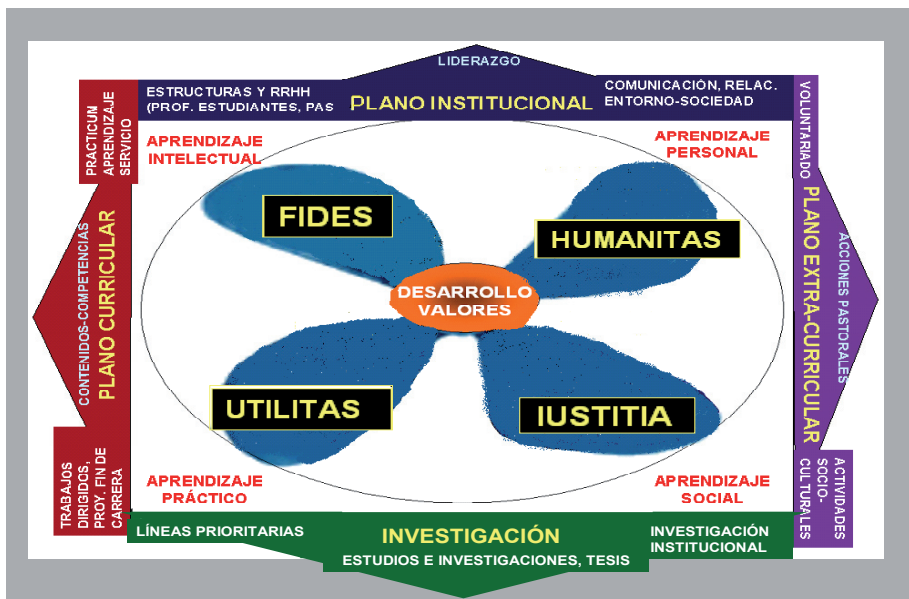 LIDERAZGO
ESTRUCTURAS Y RRHH
(PROF. ESTUDIANTES, PAS
PLANO INSTITUCIONAL
COMUNICACIÓN, RELAC.
ENTORNO-SOCIEDAD
PRACTICUM
APRENDIZAJE
SERVICIO
CONTENIDOS-COMPETENCIAS
PLANO CURRICULAR
TRABAJOS
DIRIGIDOS,
PROY. FIN DE
CARRERA
APRENDIZAJE
INTELECTUAL
APRENDIZAJE
PERSONAL
FIDES
HUMANITAS
DESARROLLO
VALORES
UTILITAS
IUSTITIA
APRENDIZAJE
PRÁCTICO
APRENDIZAJE
SOCIAL
VOLUNTARIADO
PLANO EXTRA-CURRICULAR
ACCIONES PASTORALES
ACTIVIDADES
SOCIO-
CULTURALES
LÍNEAS PRIORITARIAS
INVESTIGACIÓN
ESTUDIOS E INVESTIGACIONES, TESIS
INVESTIGACIÓN
INSTITUCIONAL